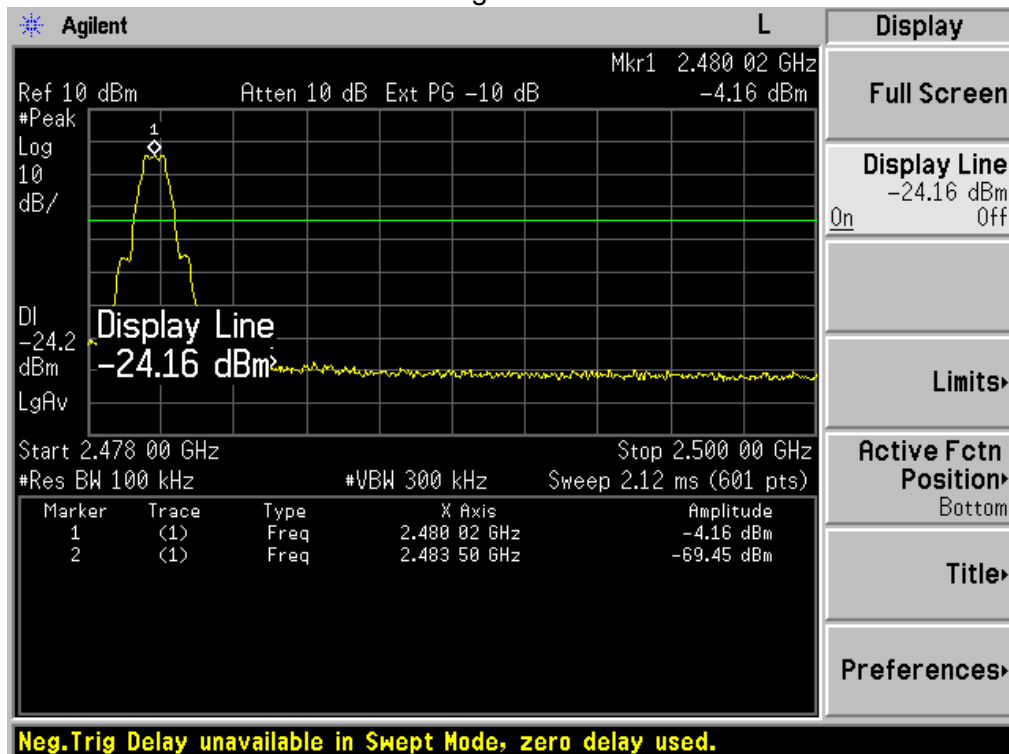 Agilent
L
Display
Mkr1 2.480 02 GHz
Ref 10 dBm Atten 10 dB Ext PG -10 dB -4.16 dBm
#Peak
Log
10
dB/
1
DI
-24.2
dBm
LgAv
Display Line
-24.16 dBm
Start 2.478 00 GHz Stop 2.500 00 GHz
#Res BW 100 kHz #VBW 300 kHz Sweep 2.12 ms (601 pts)
Marker Trace Type X Axis Amplitude
1 (1) Freq 2.480 02 GHz -4.16 dBm
2 (1) Freq 2.483 50 GHz -69.45 dBm
Full Screen
Display Line
-24.16 dBm
On Off
Limits
Active Fctn
Position
Bottom
Title
Preferences
Neg.Trig Delay unavailable in Swept Mode, zero delay used.